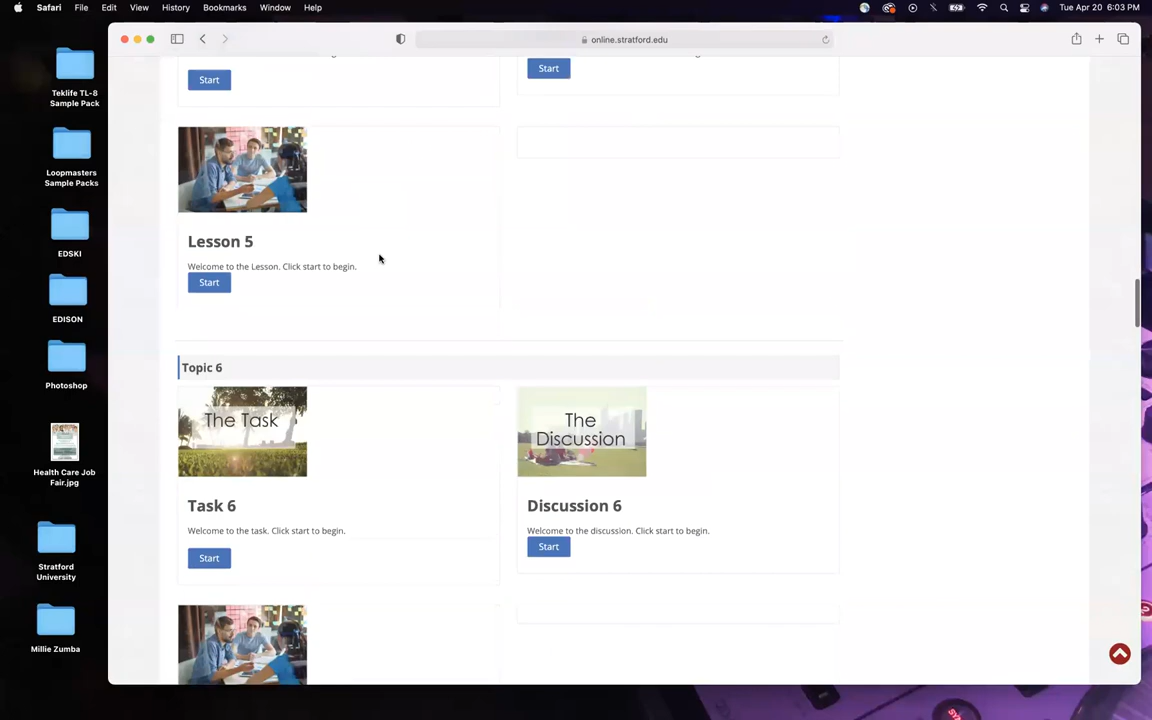 Safari File Edit View History Bookmarks Window Help
Tue Apr 20 6:03 PM
online.stratford.edu
Teklife TL-8
Sample Pack
Loopmasters
Sample Packs
EDSKI
EDISON
Photoshop
Health Care Job
Fair.jpg
Stratford
University
Millie Zumba
Start
Start
Lesson 5
Welcome to the Lesson. Click start to begin.
Start
Topic 6
The Task
Task 6
Welcome to the task. Click start to begin.
Start
The
Discussion
Discussion 6
Welcome to the discussion. Click start to begin.
Start